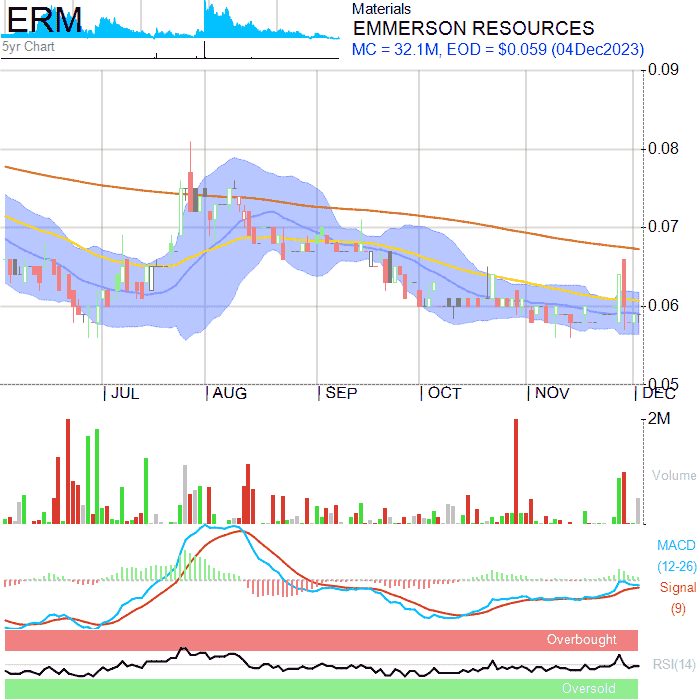 ERM
5yr Chart
Materials
EMMERSON RESOURCES
MC = 32.1M, EOD = $0.059 (04Dec2023)
0.09
0.08
0.07
0.06
0.05
JUL AUG SEP OCT NOV DEC
2M
Volume
MACD
(12-26)
Signal
(9)
Overbought
RSI(14)
Oversold